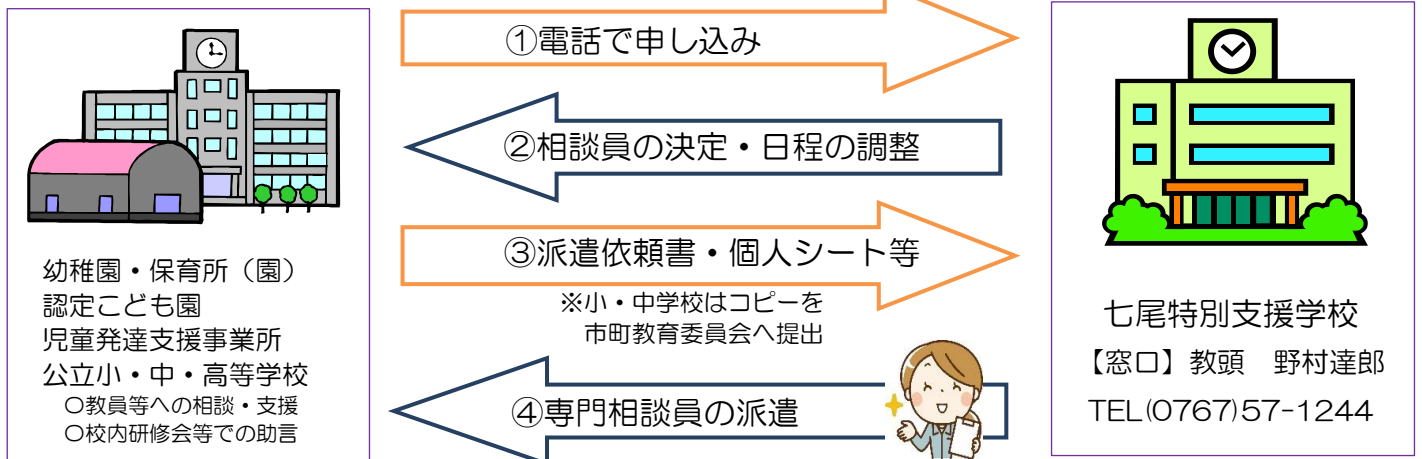 幼稚園・保育所（園）
認定こども園
児童発達支援事業所
公立小・中・高等学校
○教員等への相談・支援
○校内研修会等での助言
①電話で申し込み
②相談員の決定・日程の調整
③派遣依頼書・個人シート等
※小・中学校はコピーを
市町教育委員会へ提出
④専門相談員の派遣
七尾特別支援学校
【窓口】教頭　野村達郎
TEL(0767)57-1244